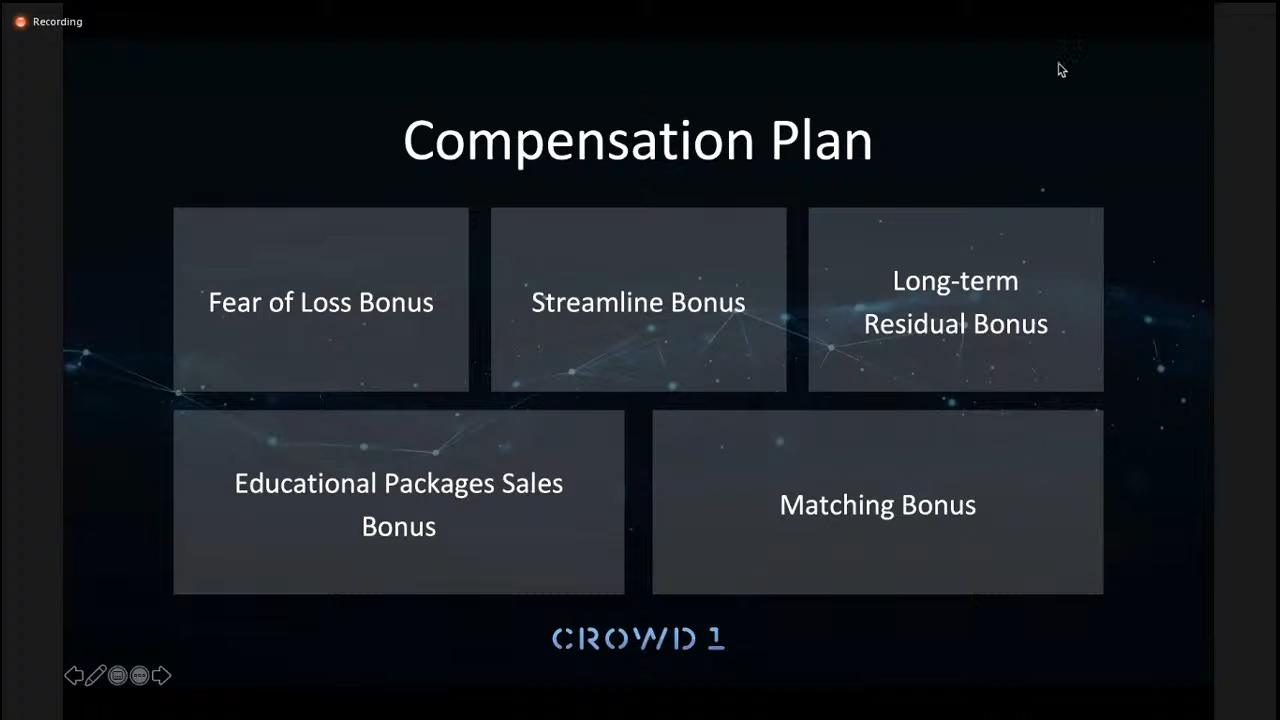 Recording
Compensation Plan
Fear of Loss Bonus
Streamline Bonus
Long-term
Residual Bonus
Educational Packages Sales
Bonus
Matching Bonus
CROWD 1